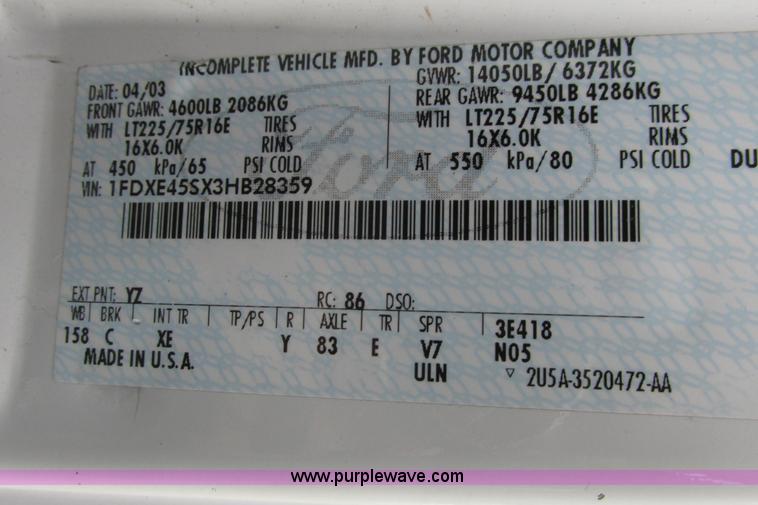 INCOMPLETE VEHICLE MFD. BY FORD MOTOR COMPANY
DATE: 04/03 GVWR: 14050LB/ 6372KG
FRONT GAWR: 4600LB 2086KG REAR GAWR: 9450LB 4286KG
WITH LT225/75R16E TIRES WITH LT225/75R16E TIRES
16X6.0K RIMS 16X6.0K RIMS
AT 450 kPa/65 PSI COLD AT 550 kPa/80 PSI COLD DU
VIN: 1FDXE45SX3HB28359
Ford
EXT PNT: YZ RC: 86 DSO:
WB BRK INT TR TP/PS R AXLE TR SPR 3E418
158 C XE Y 83 E V7 N05
MADE IN U.S.A. ULN ▽ 2U5A-3520472-AA
www.purplewave.com